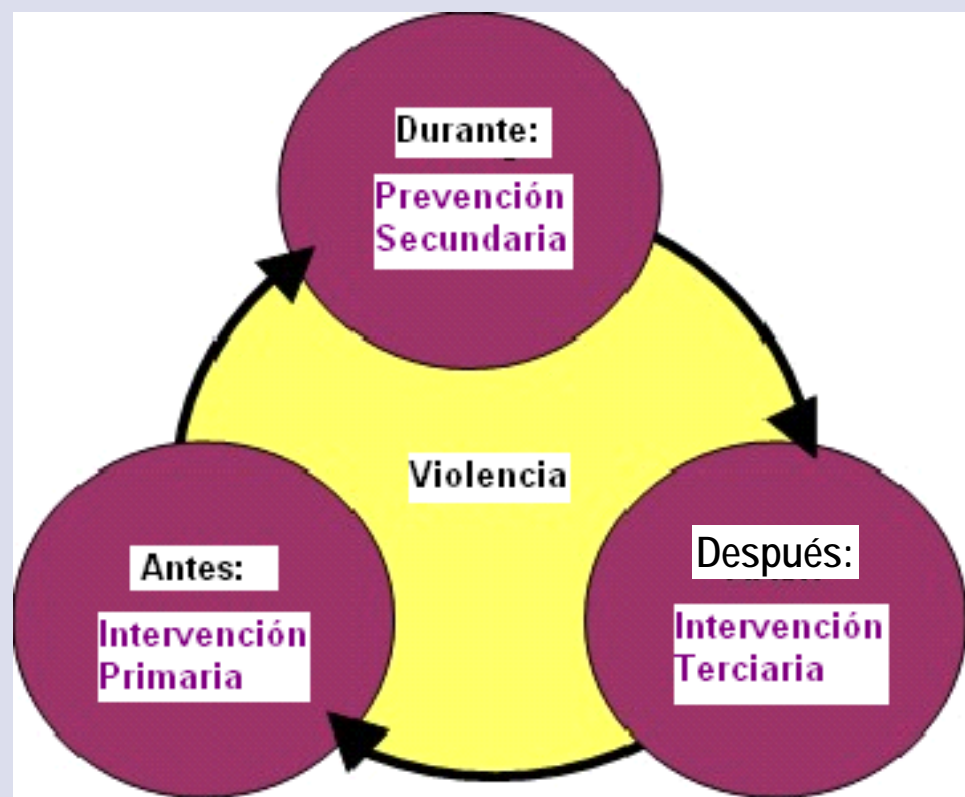 Durante:
Prevención
Secundaria
Violencia
Antes:
Intervención
Primaria
Después:
Intervención
Terciaria